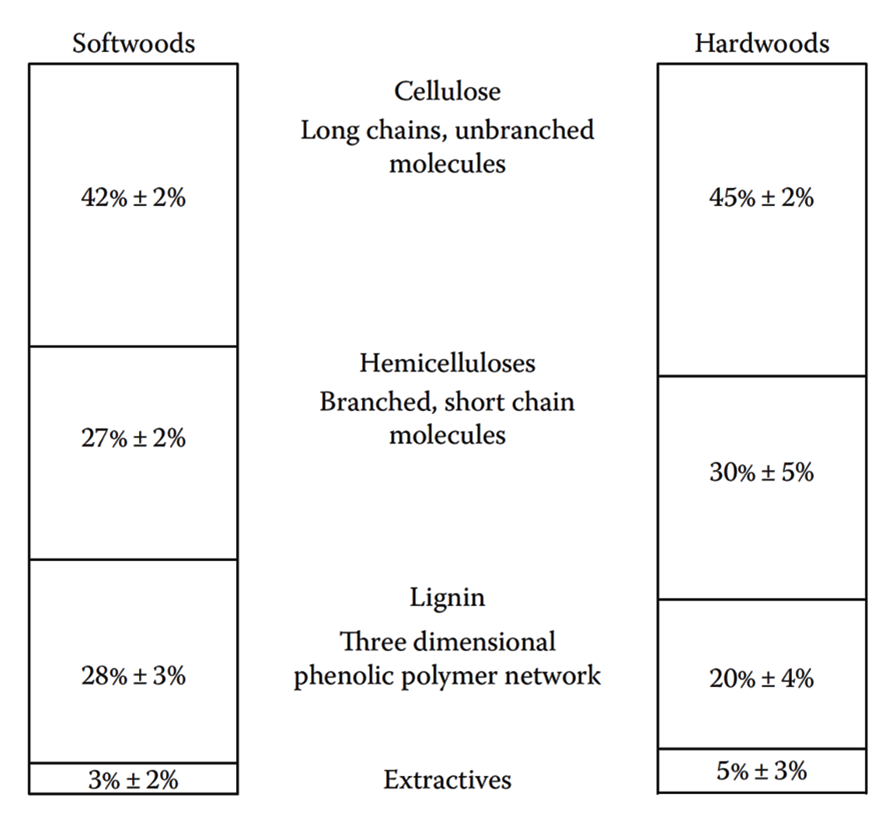 Softwoods
Hardwoods
Cellulose
Long chains, unbranched
molecules
42% ± 2%
45% ± 2%
Hemicelluloses
Branched, short chain
molecules
27% ± 2%
30% ± 5%
Lignin
Three dimensional
phenolic polymer network
28% ± 3%
20% ± 4%
3% ± 2%
Extractives
5% ± 3%